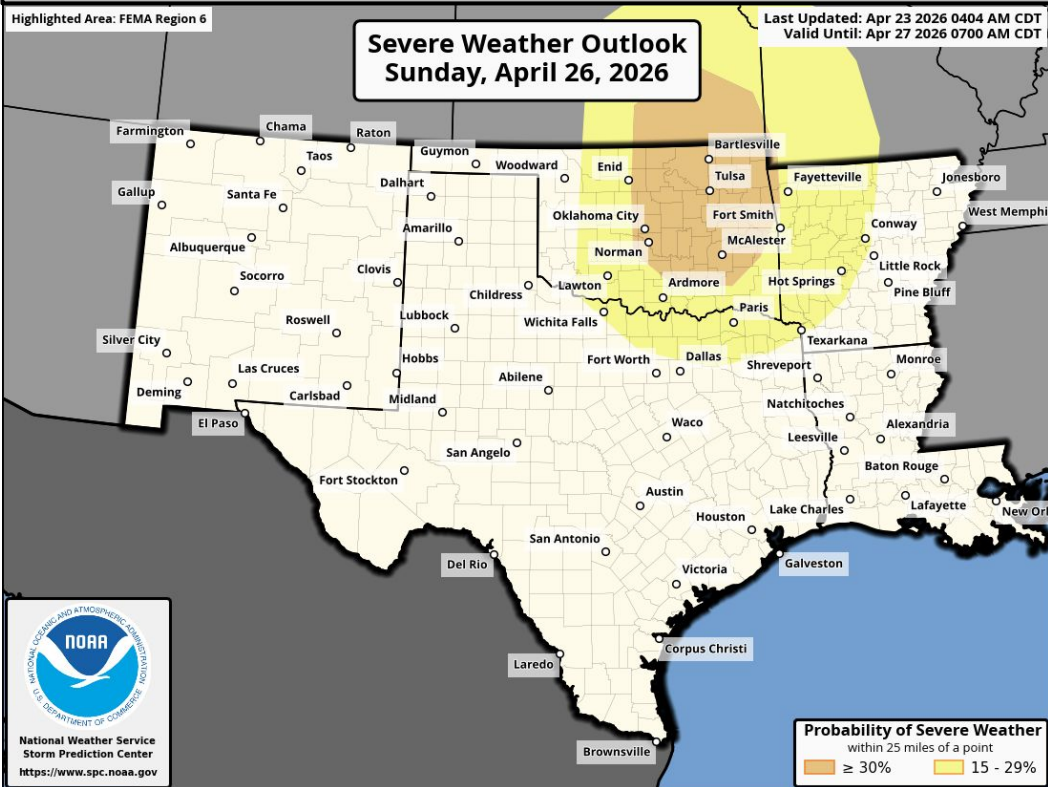 Highlighted Area: FEMA Region 6
Severe Weather Outlook
Sunday, April 26, 2026
Last Updated: Apr 23 2026 0404 AM CDT
Valid Until: Apr 27 2026 0700 AM CDT
Farmington
Chama
Raton
Taos
Guymon
Woodward
Enid
Bartlesville
Tulsa
Fayetteville
Jonesboro
Gallup
Santa Fe
Dalhart
Oklahoma City
Fort Smith
West Memphi
Albuquerque
Amarillo
Norman
McAlester
Conway
Socorro
Clovis
Childress
Lawton
Ardmore
Hot Springs
Little Rock
Pine Bluff
Roswell
Lubbock
Wichita Falls
Paris
Texarkana
Silver City
Las Cruces
Hobbs
Fort Worth
Dallas
Shreveport
Monroe
Deming
Carlsbad
Midland
Abilene
Natchitoches
El Paso
Waco
Leesville
Alexandria
San Angelo
Baton Rouge
Fort Stockton
Austin
Houston
Lake Charles
Lafayette
New Orl
San Antonio
Del Rio
Victoria
Galveston
Laredo
Corpus Christi
Brownsville
NATIONAL OCEANIC AND ATMOSPHERIC ADMINISTRATION
NOAA
U.S. DEPARTMENT OF COMMERCE
National Weather Service
Storm Prediction Center
https://www.spc.noaa.gov
Probability of Severe Weather
within 25 miles of a point
≥ 30%
15 - 29%